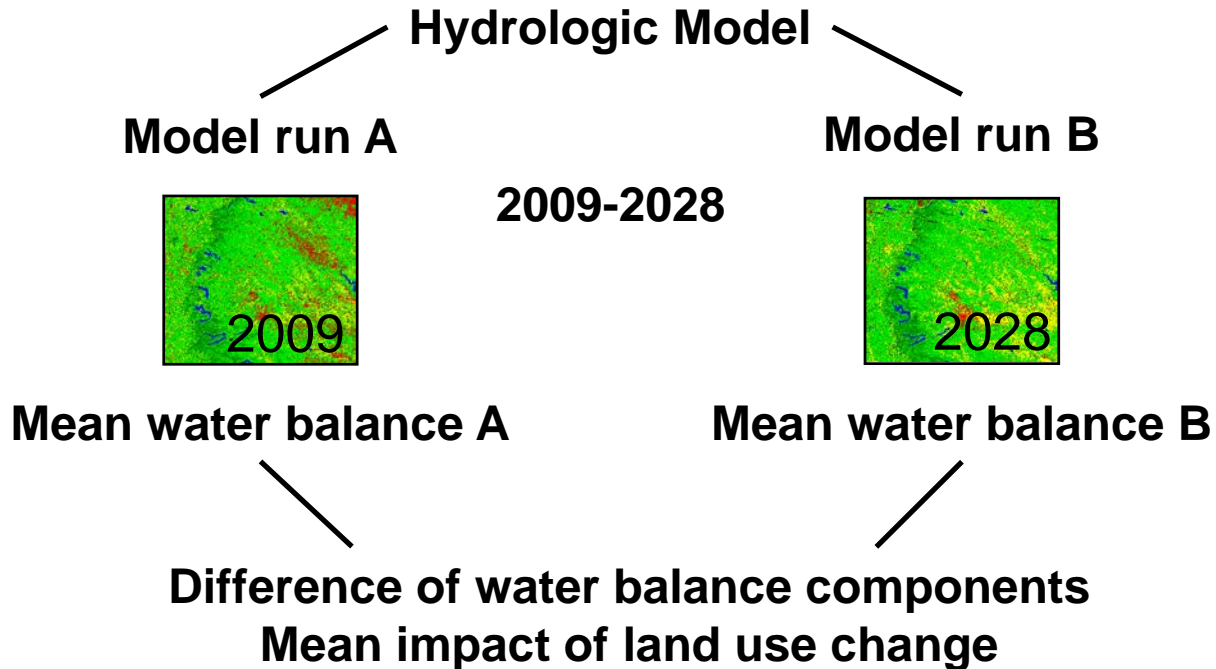 Hydrologic Model
Model run A
Model run B
2009-2028
2009
2028
Mean water balance A
Mean water balance B
Difference of water balance components
Mean impact of land use change